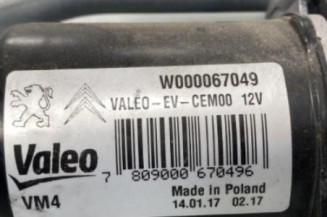 W000067049
VALEO-EV-CEM00 12V
Valeo
7 809000 670496
VM4
Made in Poland
14.01.17 02.17